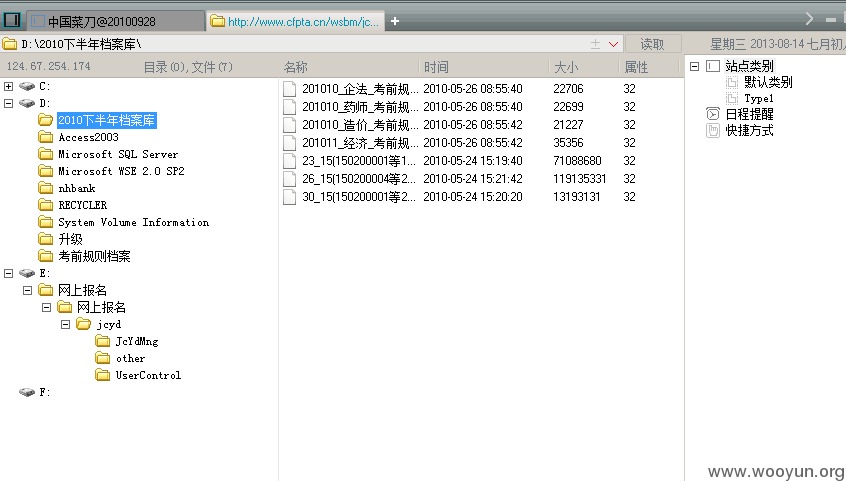 中国菜刀@20100928
http://www.cfpta.cn/wsbm/jc...
D:\2010下半年档案库\
读取
星期三 2013-08-14 七月初八
124.67.254.174
目录(0),文件(7)
名称 时间 大小 属性
C:
D:
2010下半年档案库
Access2003
Microsoft SQL Server
Microsoft WSE 2.0 SP2
nhbank
RECYCLER
System Volume Information
升级
考前规则档案
E:
网上报名
网上报名
jcyd
JcYdMng
other
UserControl
F:
201010_企法_考前规... 2010-05-26 08:55:40 22706 32
201010_药师_考前规... 2010-05-26 08:55:40 22699 32
201010_造价_考前规... 2010-05-26 08:55:42 21227 32
201011_经济_考前规... 2010-05-26 08:55:42 35356 32
23_15(150200001等1... 2010-05-24 15:19:40 71088680 32
26_15(150200004等2... 2010-05-24 15:21:42 119135331 32
30_15(150200001等2... 2010-05-24 15:20:20 13193131 32
站点类别
默认类别
Type1
日程提醒
快捷方式
www.wooyun.org